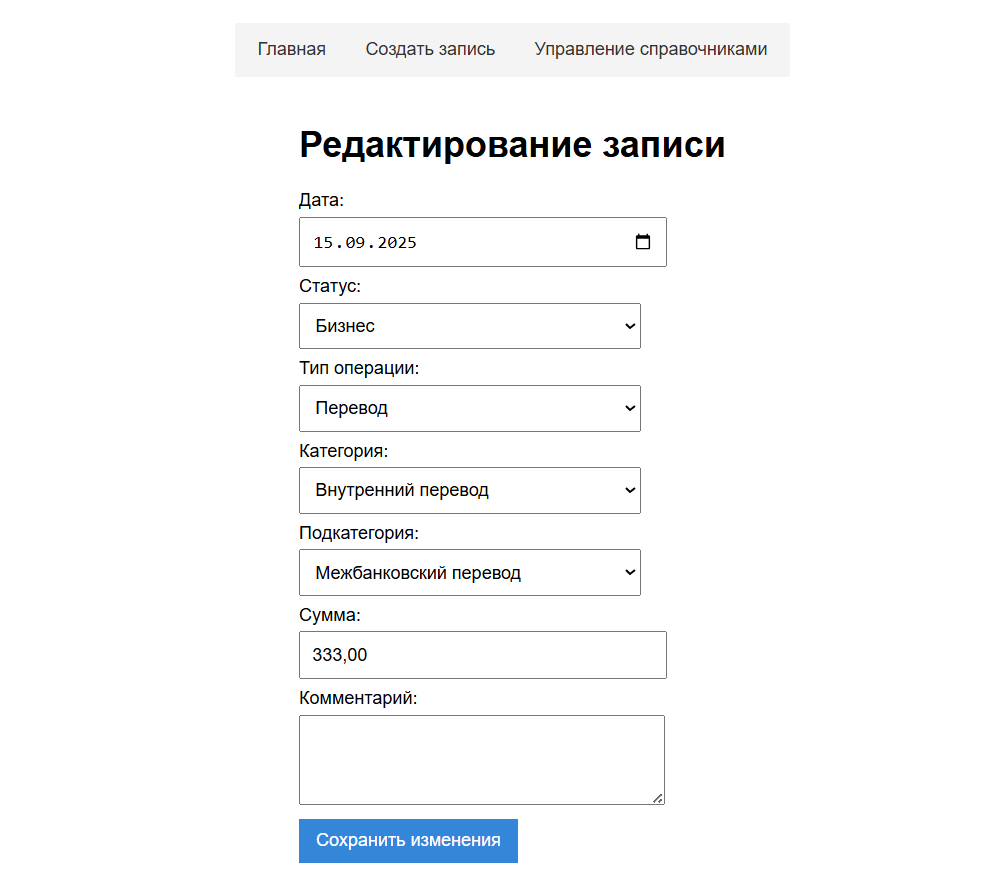 Главная Создать запись Управление справочниками
Редактирование записи
Дата:
15.09.2025
Статус:
Бизнес
Тип операции:
Перевод
Категория:
Внутренний перевод
Подкатегория:
Межбанковский перевод
Сумма:
333,00
Комментарий:
Сохранить изменения